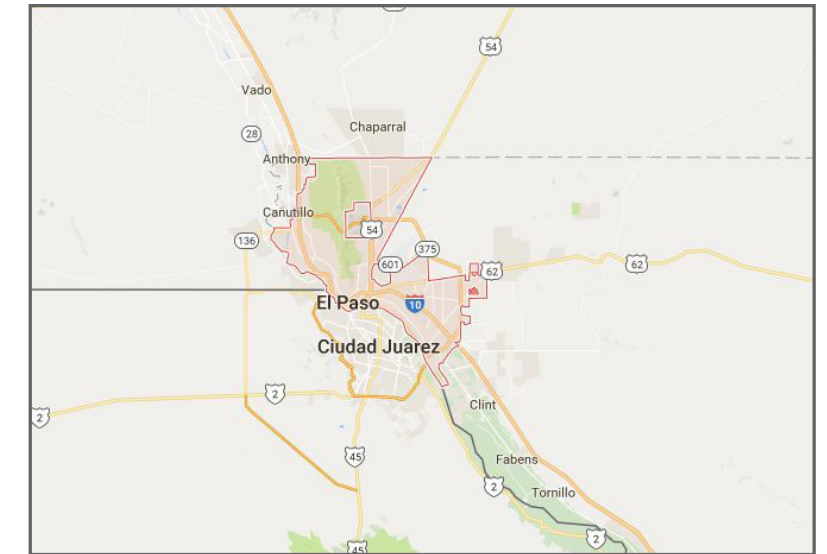 54
Vado
Chaparral
28
Anthony
Canutillo
54
136
375
601
62
62
El Paso
10
Ciudad Juarez
2
2
Clint
45
Fabens
2
Tornillo
2
45